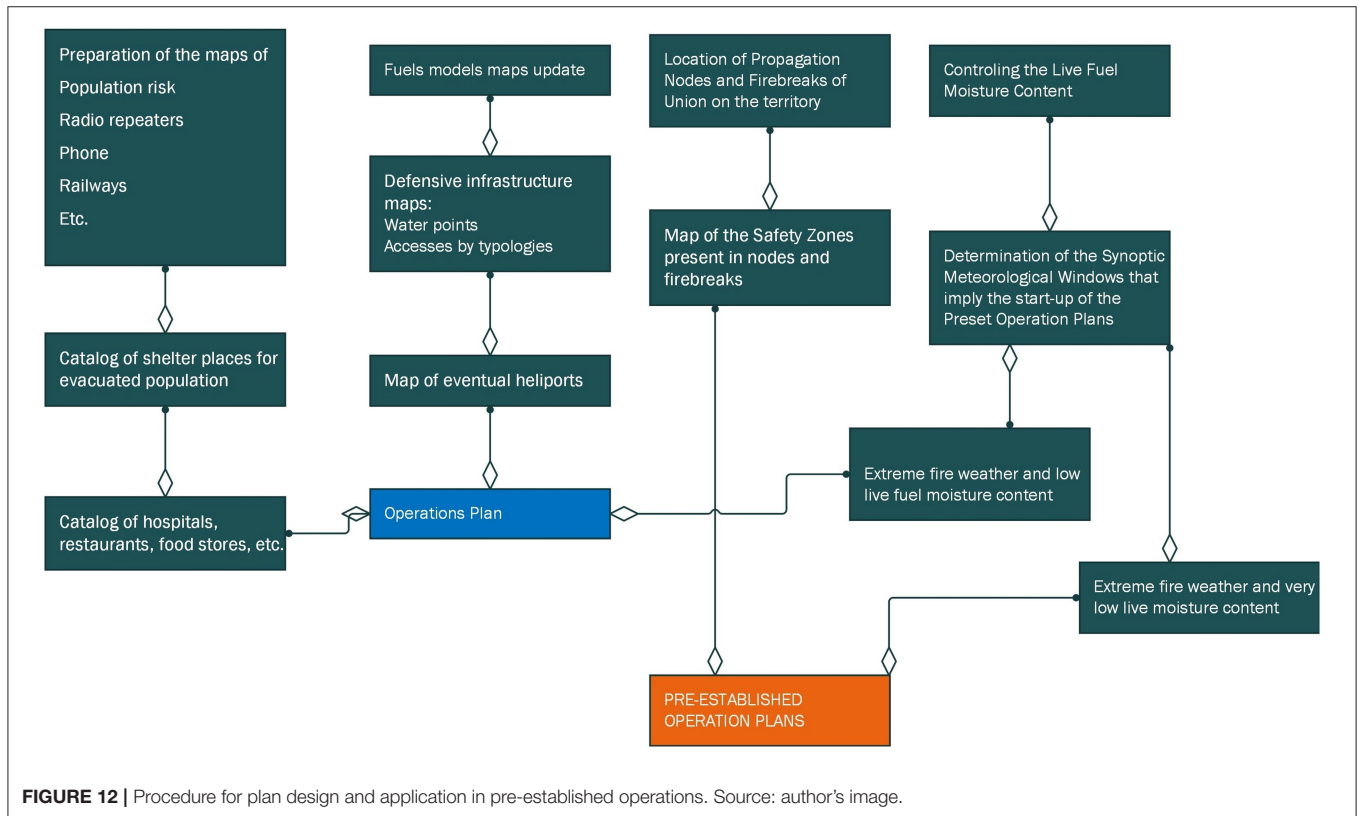 Preparation of the maps of
Population risk
Radio repeaters
Phone
Railways
Etc.
Catalog of shelter places for
evacuated population
Catalog of hospitals,
restaurants, food stores, etc.
Fuels models maps update
Defensive infrastructure
maps:
Water points
Accesses by typologies
Map of eventual heliports
Operations Plan
Location of Propagation
Nodes and Firebreaks of
Union on the territory
Map of the Safety Zones
present in nodes and
firebreaks
Controling the Live Fuel
Moisture Content
Determination of the Synoptic
Meteorological Windows that
imply the start-up of the
Preset Operation Plans
Extreme fire weather and low
live fuel moisture content
Extreme fire weather and very
low live moisture content
PRE-ESTABLISHED
OPERATION PLANS
FIGURE 12 | Procedure for plan design and application in pre-established operations. Source: author's image.